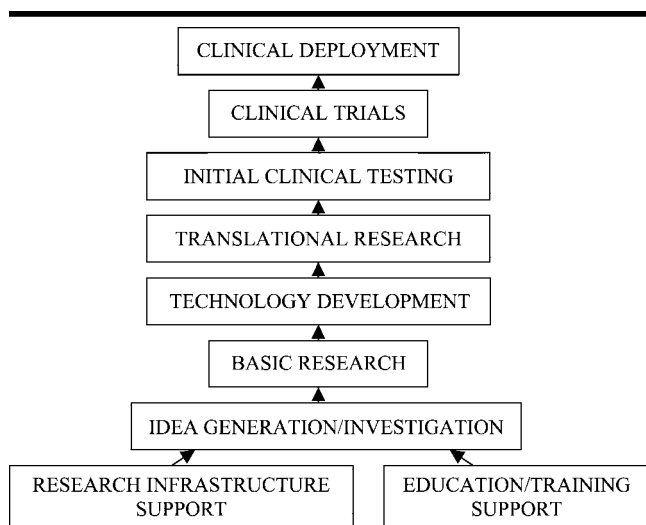 CLINICAL DEPLOYMENT
CLINICAL TRIALS
INITIAL CLINICAL TESTING
TRANSLATIONAL RESEARCH
TECHNOLOGY DEVELOPMENT
BASIC RESEARCH
IDEA GENERATION/INVESTIGATION
RESEARCH INFRASTRUCTURE
SUPPORT
EDUCATION/TRAINING
SUPPORT